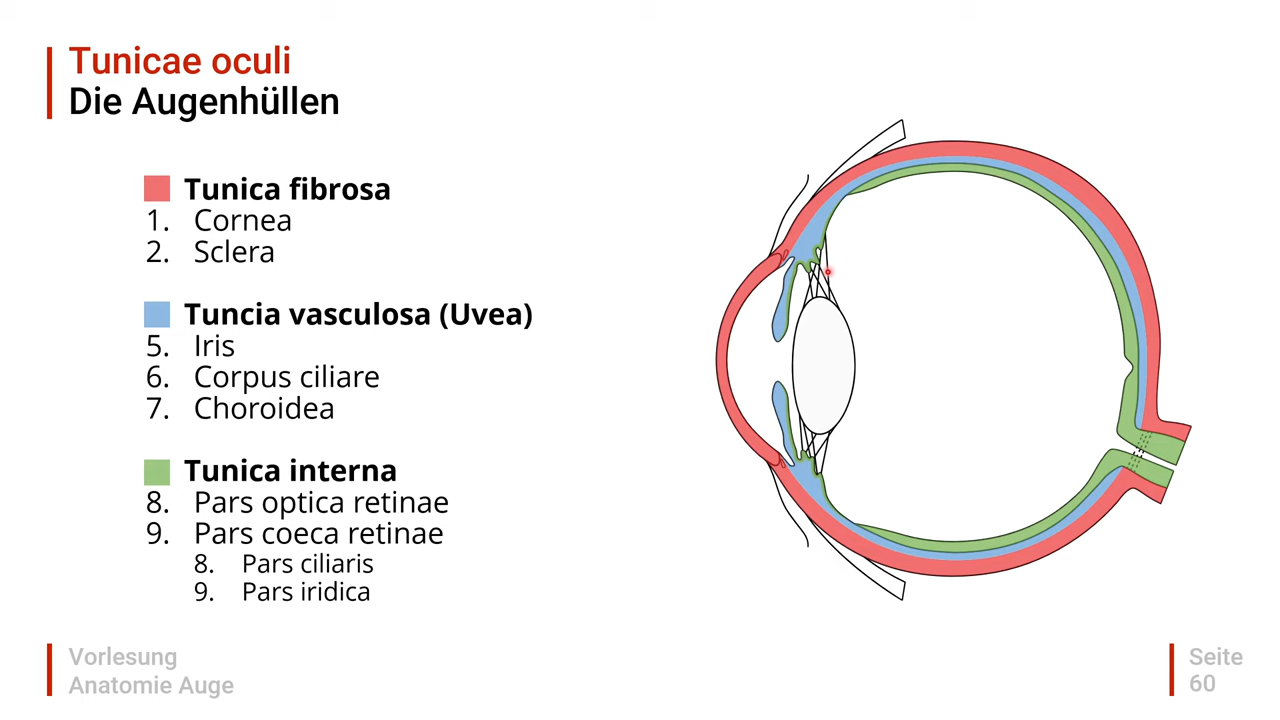 Tunicae oculi
Die Augenhüllen
Tunica fibrosa
1. Cornea
2. Sclera
Tuncia vasculosa (Uvea)
5. Iris
6. Corpus ciliare
7. Choroidea
Tunica interna
8. Pars optica retinae
9. Pars coeca retinae
8. Pars ciliaris
9. Pars iridica
Vorlesung
Anatomie Auge
Seite
60